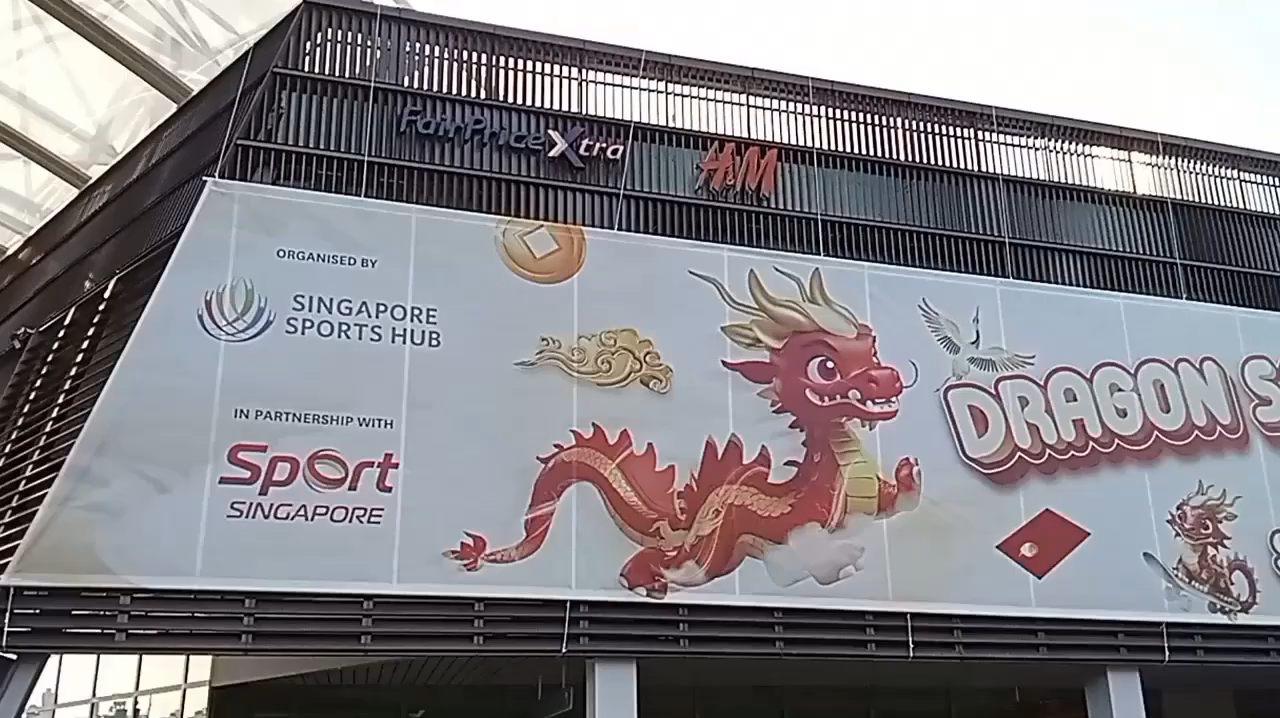 FairPrice Xtra
H&M
ORGANISED BY
SINGAPORE
SPORTS HUB
IN PARTNERSHIP WITH
Sport
SINGAPORE
DRAGON